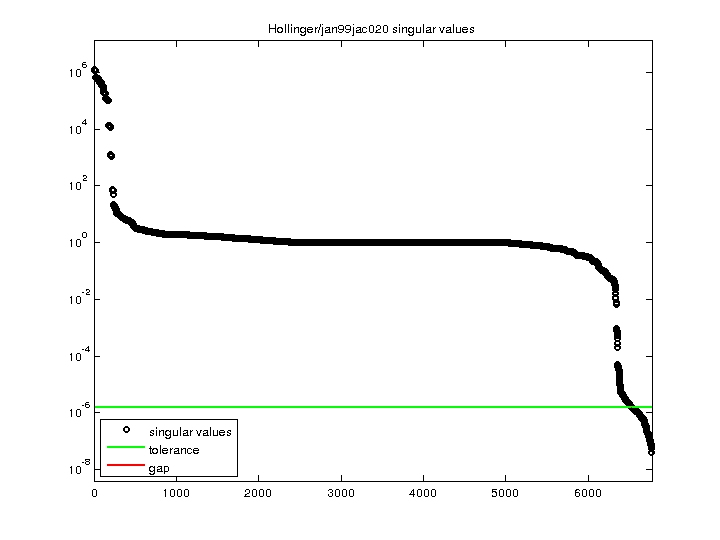 Hollinger/jan99jac020 singular values
10^6
10^4
10^2
10^0
10^-2
10^-4
10^-6
10^-8
singular values
tolerance
gap
0 1000 2000 3000 4000 5000 6000